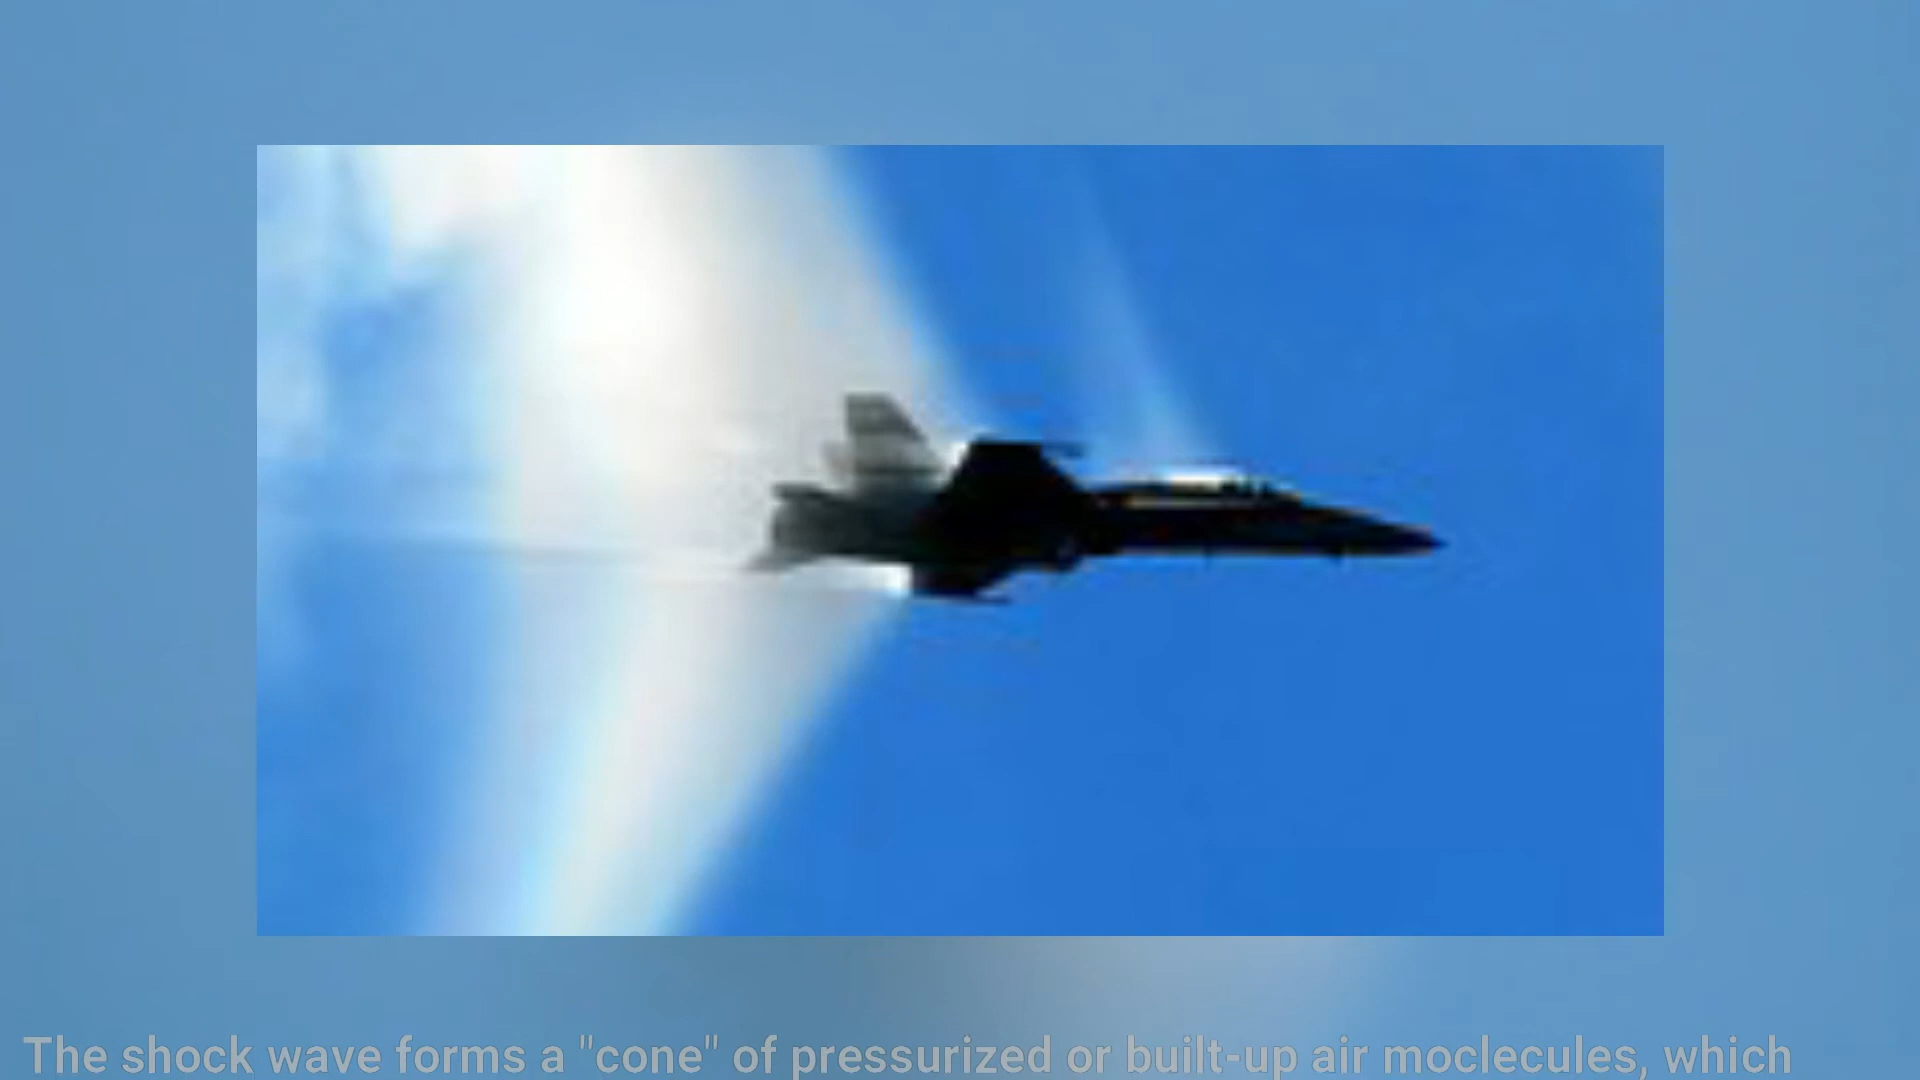 The shock wave forms a "cone" of pressurized or built-up air moclecules, which